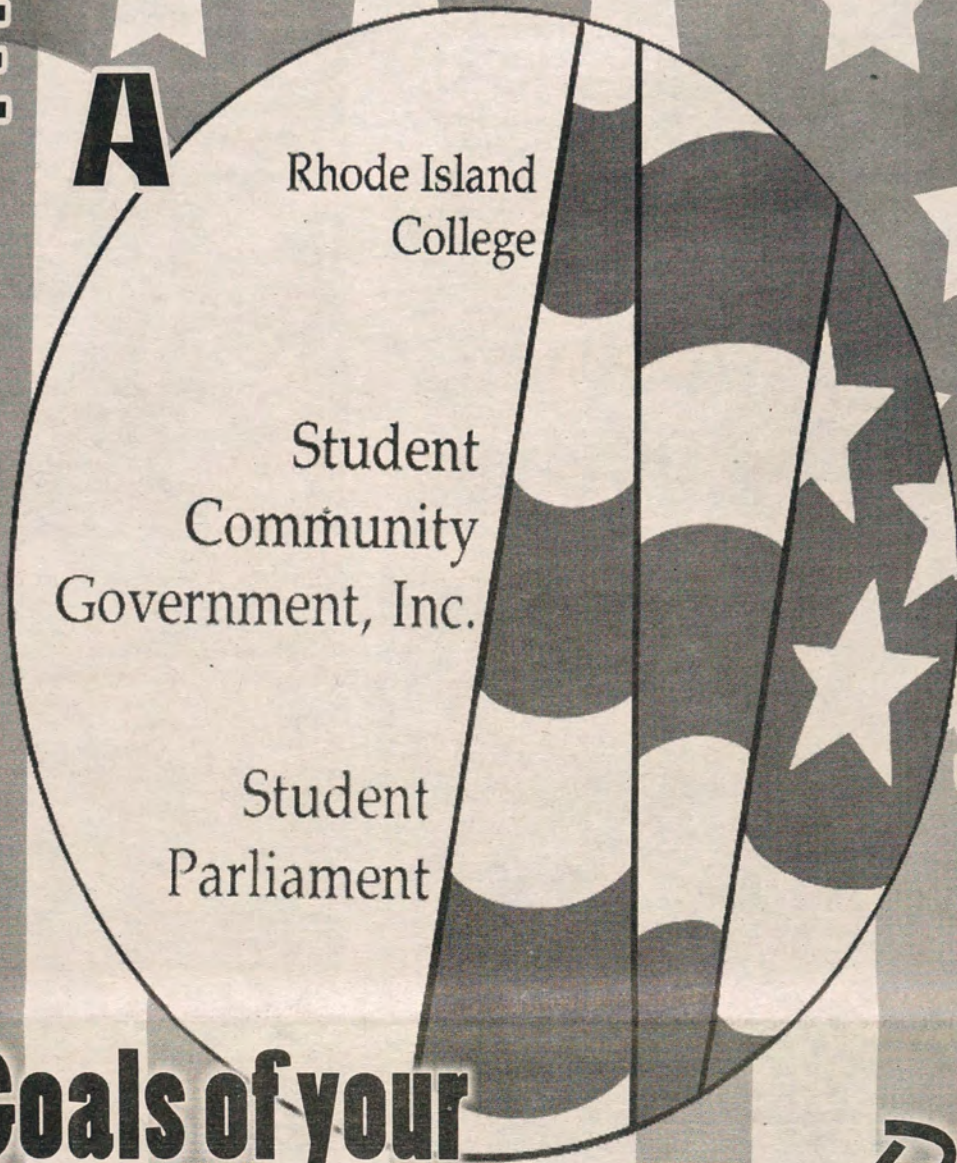 A
Rhode Island
College
Student
Community
Government, Inc.
Student
Parliament
Goals of your